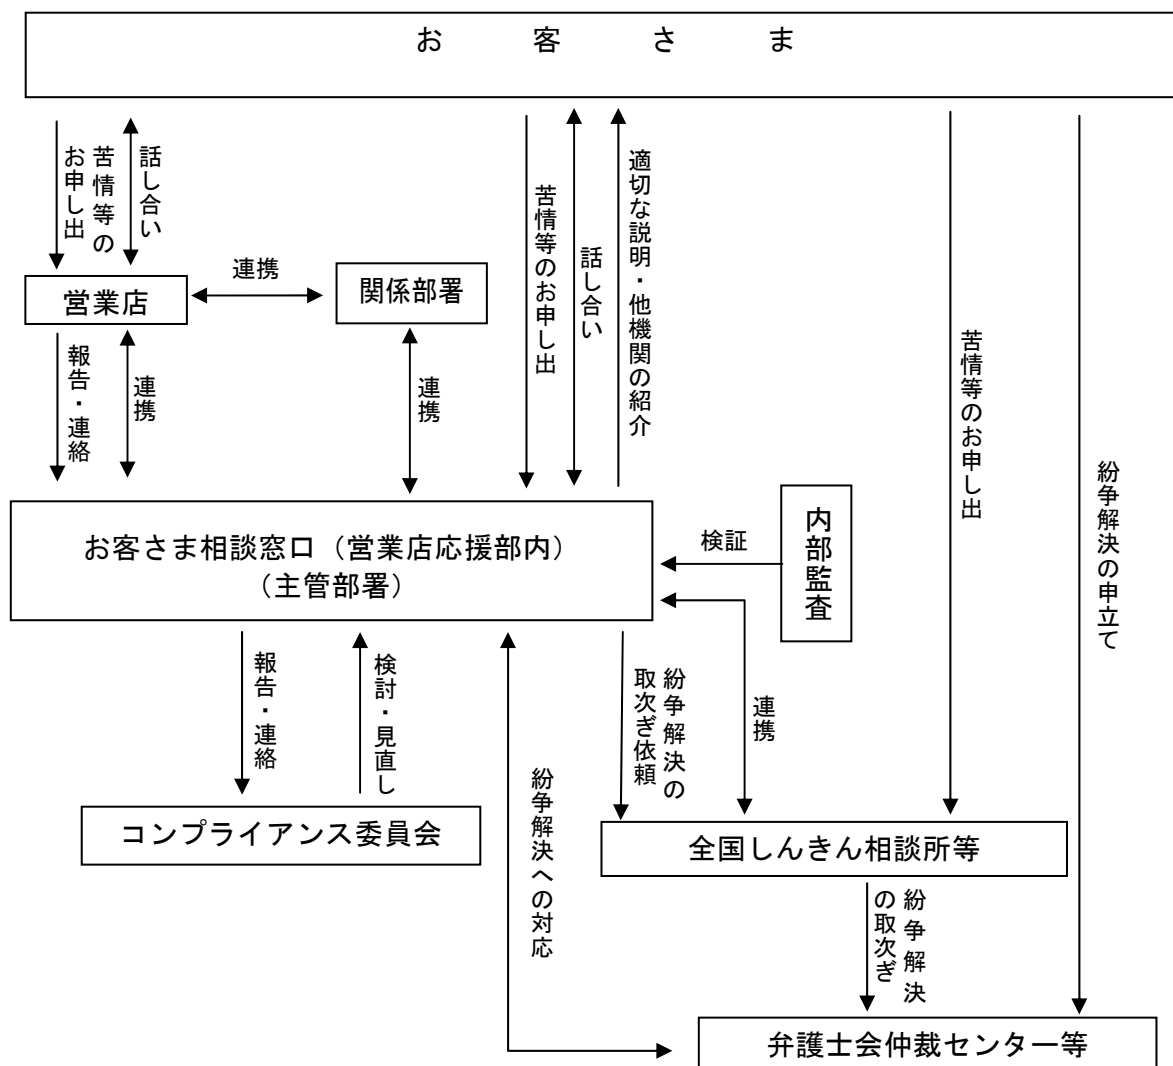 お客さま
苦情等の
お申し出
話し合い
苦情等のお申し出
話し合い
適切な説明・他機関の紹介
苦情等のお申し出
紛争解決の申立て
営業店
連携
関係部署
報告・連絡
連携
連携
お客さま相談窓口（営業店応援部内）
（主管部署）
検証
内部監査
報告・連絡
検討・見直し
紛争解決への対応
紛争解決の
取次ぎ依頼
連携
コンプライアンス委員会
全国しんきん相談所等
紛争解決
の取次ぎ
弁護士会仲裁センター等